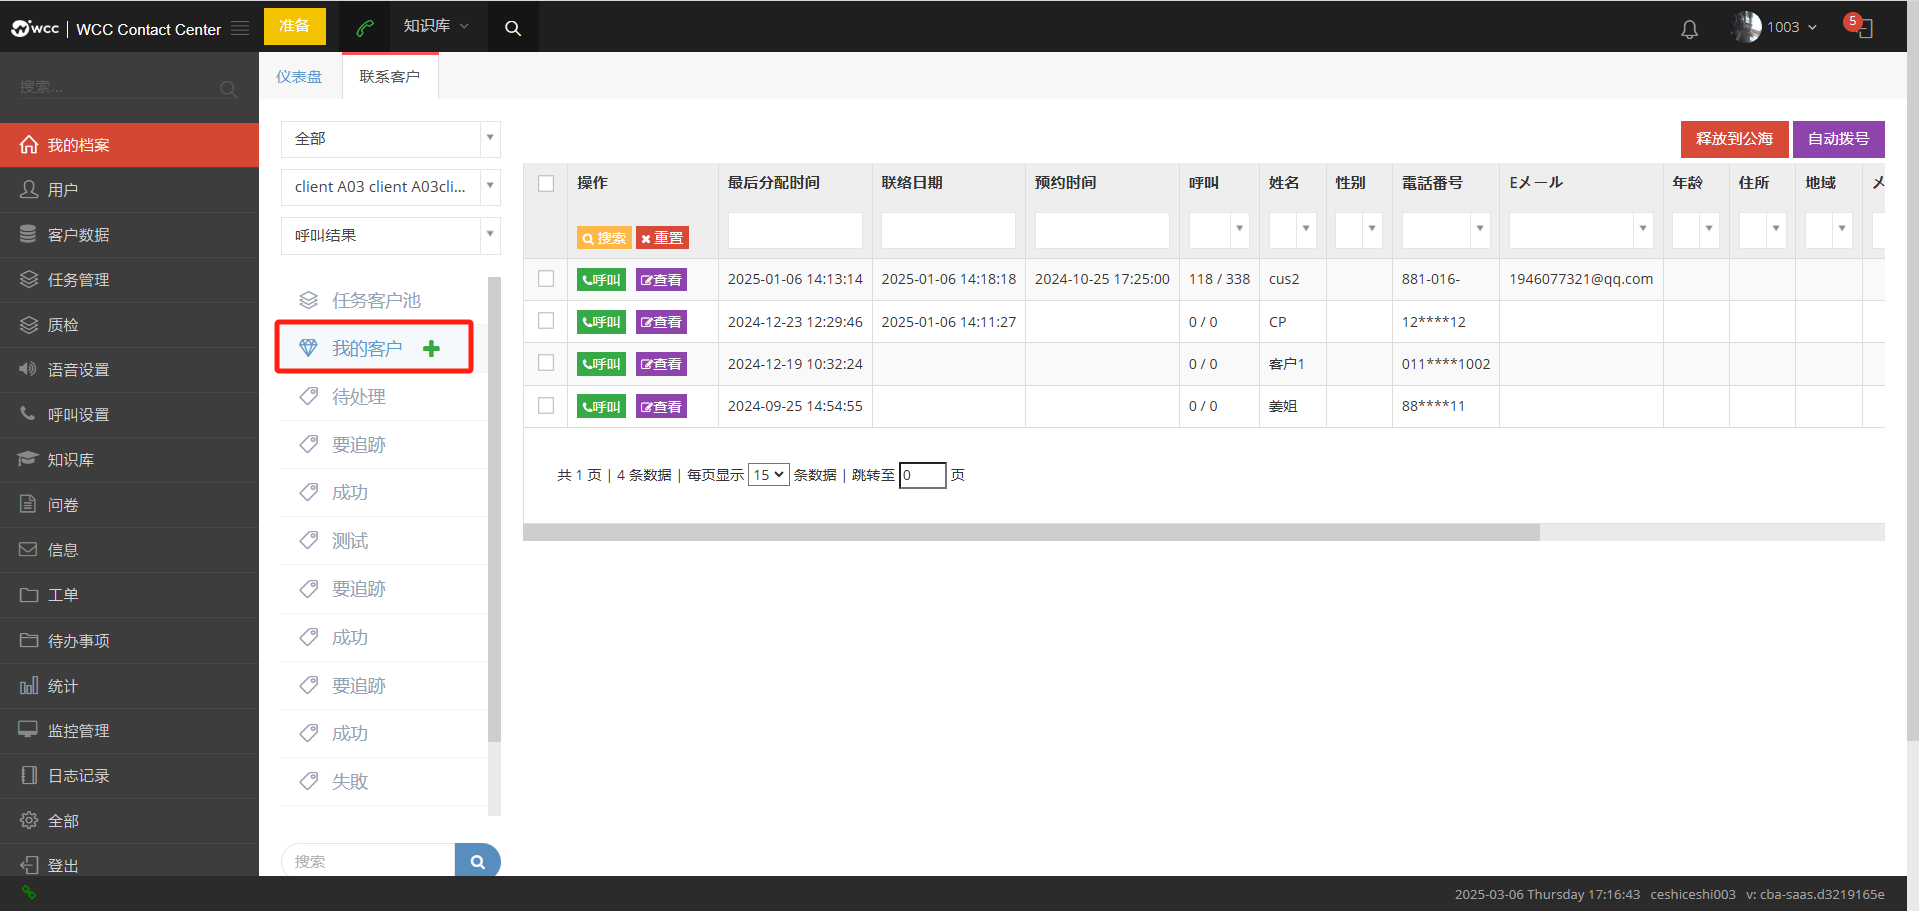 wcc | WCC Contact Center
准备
知识库
1003
5
搜索...
我的档案
用户
客户数据
任务管理
质检
语音设置
呼叫设置
知识库
问卷
信息
工单
待办事项
统计
监控管理
日志记录
全部
登出
仪表盘 联系客户
全部
client A03 client A03cli...
呼叫结果
任务客户池
我的客户
待处理
要追跡
成功
测试
要追跡
成功
要追跡
成功
失敗
搜索
释放到公海 自动拨号
操作 最后分配时间 联络日期 预约时间 呼叫 姓名 性别 電話番号 Eメール 年龄 住所 地域 メ
搜索 重置
呼叫 查看 2025-01-06 14:13:14 2025-01-06 14:18:18 2024-10-25 17:25:00 118 / 338 cus2 881-016- 1946077321@qq.com
呼叫 查看 2024-12-23 12:29:46 2025-01-06 14:11:27 0 / 0 CP 12****12
呼叫 查看 2024-12-19 10:32:24 0 / 0 客户1 011****1002
呼叫 查看 2024-09-25 14:54:55 0 / 0 姜姐 88****11
共 1 页 | 4 条数据 | 每页显示 15 条数据 | 跳转至 0 页
2025-03-06 Thursday 17:16:43 ceshiceshi003 v: cba-saas.d3219165e